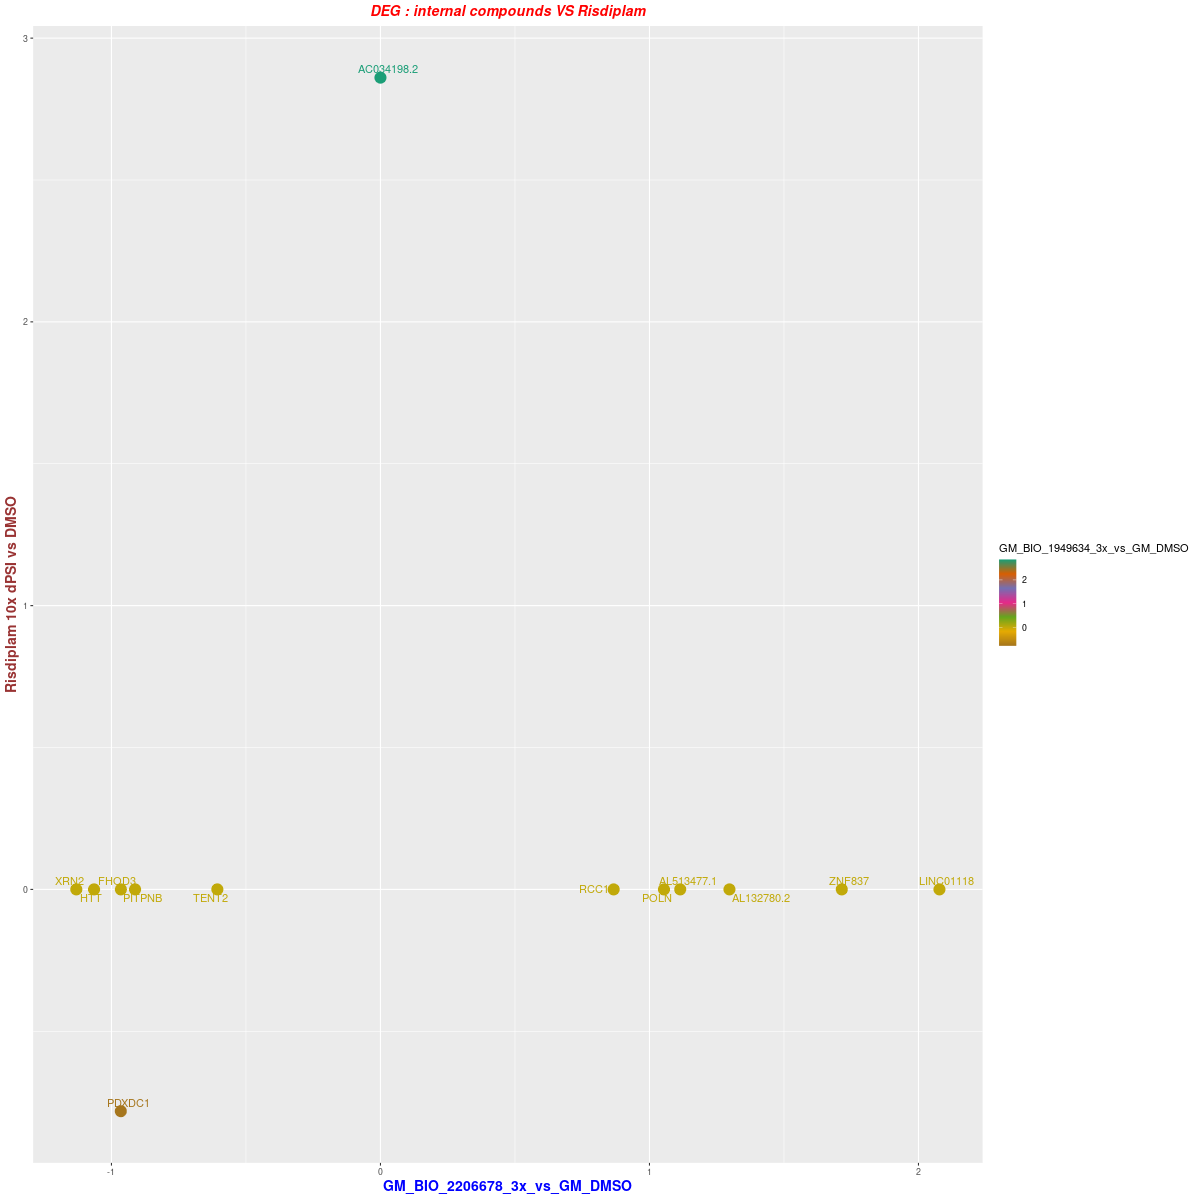 DEG : internal compounds VS Risdiplam
3
AC034198.2
2
Risdiplam 10x dPSI vs DMSO
GM_BIO_1949634_3x_vs_GM_DMSO
2
1
0
1
XRN2
FHOD3
AL513477.1
ZNF837
LINC01118
0
RCC1
HTT
PITPNB
TENT2
POLN
AL132780.2
PDXDC1
-1
0
1
2
GM_BIO_2206678_3x_vs_GM_DMSO